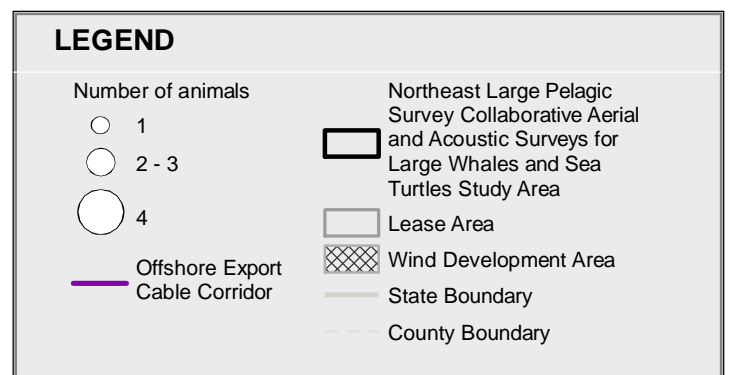 LEGEND
Number of animals
1
2 - 3
4
Offshore Export
Cable Corridor
Northeast Large Pelagic
Survey Collaborative Aerial
and Acoustic Surveys for
Large Whales and Sea
Turtles Study Area
Lease Area
Wind Development Area
State Boundary
County Boundary